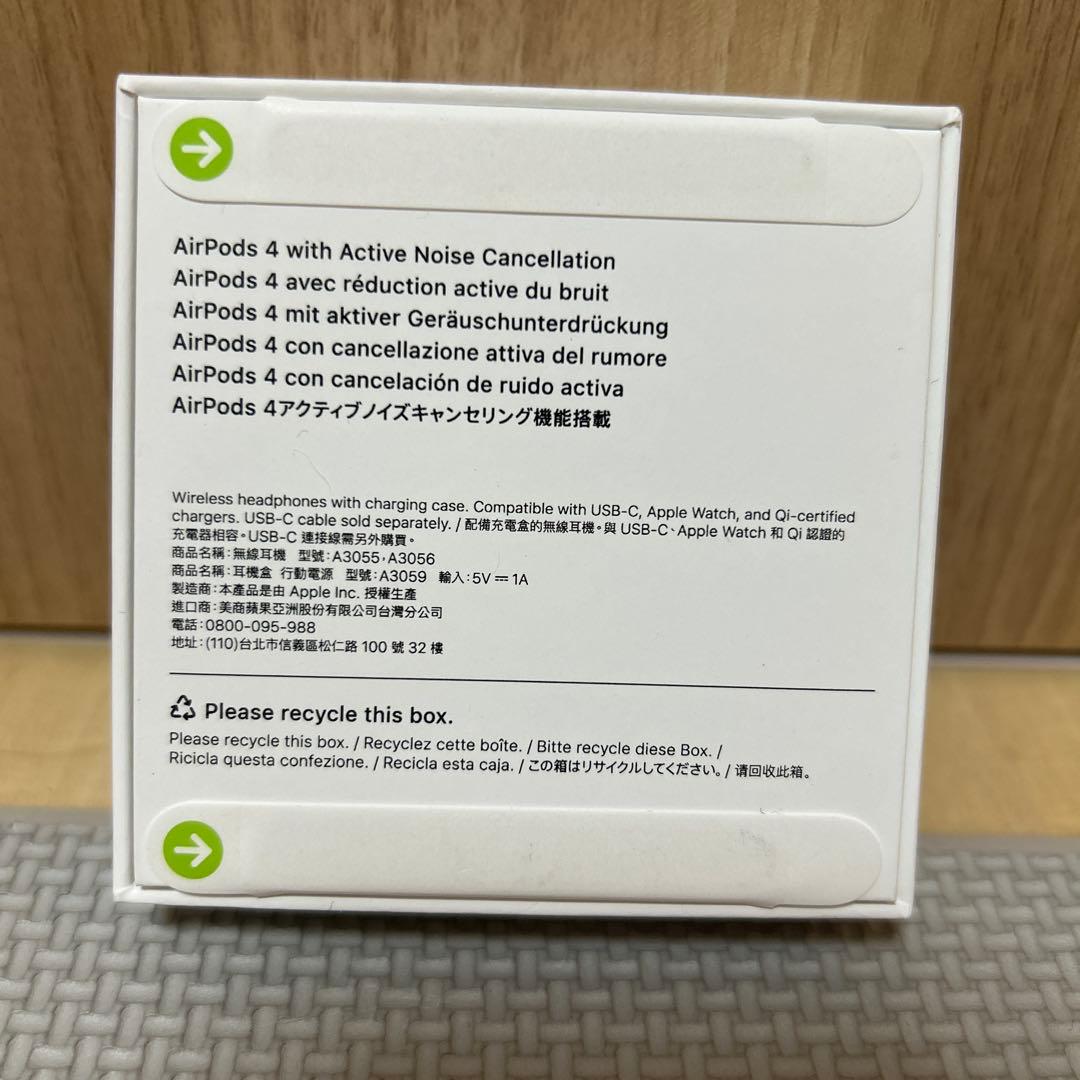 AirPods 4 with Active Noise Cancellation
AirPods 4 avec réduction active du bruit
AirPods 4 mit aktiver Geräuschunterdrückung
AirPods 4 con cancellazione attiva del rumore
AirPods 4 con cancelación de ruido activa
AirPods 4アクティブノイズキャンセリング機能搭載
Wireless headphones with charging case. Compatible with USB-C, Apple Watch, and Qi-certified
chargers. USB-C cable sold separately. / 配備充電盒的無線耳機。與 USB-C、Apple Watch 和 Qi 認證的
充電器相容。USB-C 連接線需另外購買。
商品名稱：無線耳機 型號：A3055，A3056
商品名稱：耳機盒 行動電源 型號：A3059 輸入：5V⎓1A
製造商：本產品是由 Apple Inc. 授權生產
進口商：美商蘋果亞洲股份有限公司台灣分公司
電話：0800-095-988
地址：(110)台北市信義區松仁路 100 號 32 樓
Please recycle this box.
Please recycle this box. / Recyclez cette boîte. / Bitte recycle diese Box. /
Ricicla questa confezione. / Recicla esta caja. / この箱はリサイクルしてください。/ 请回收此箱。